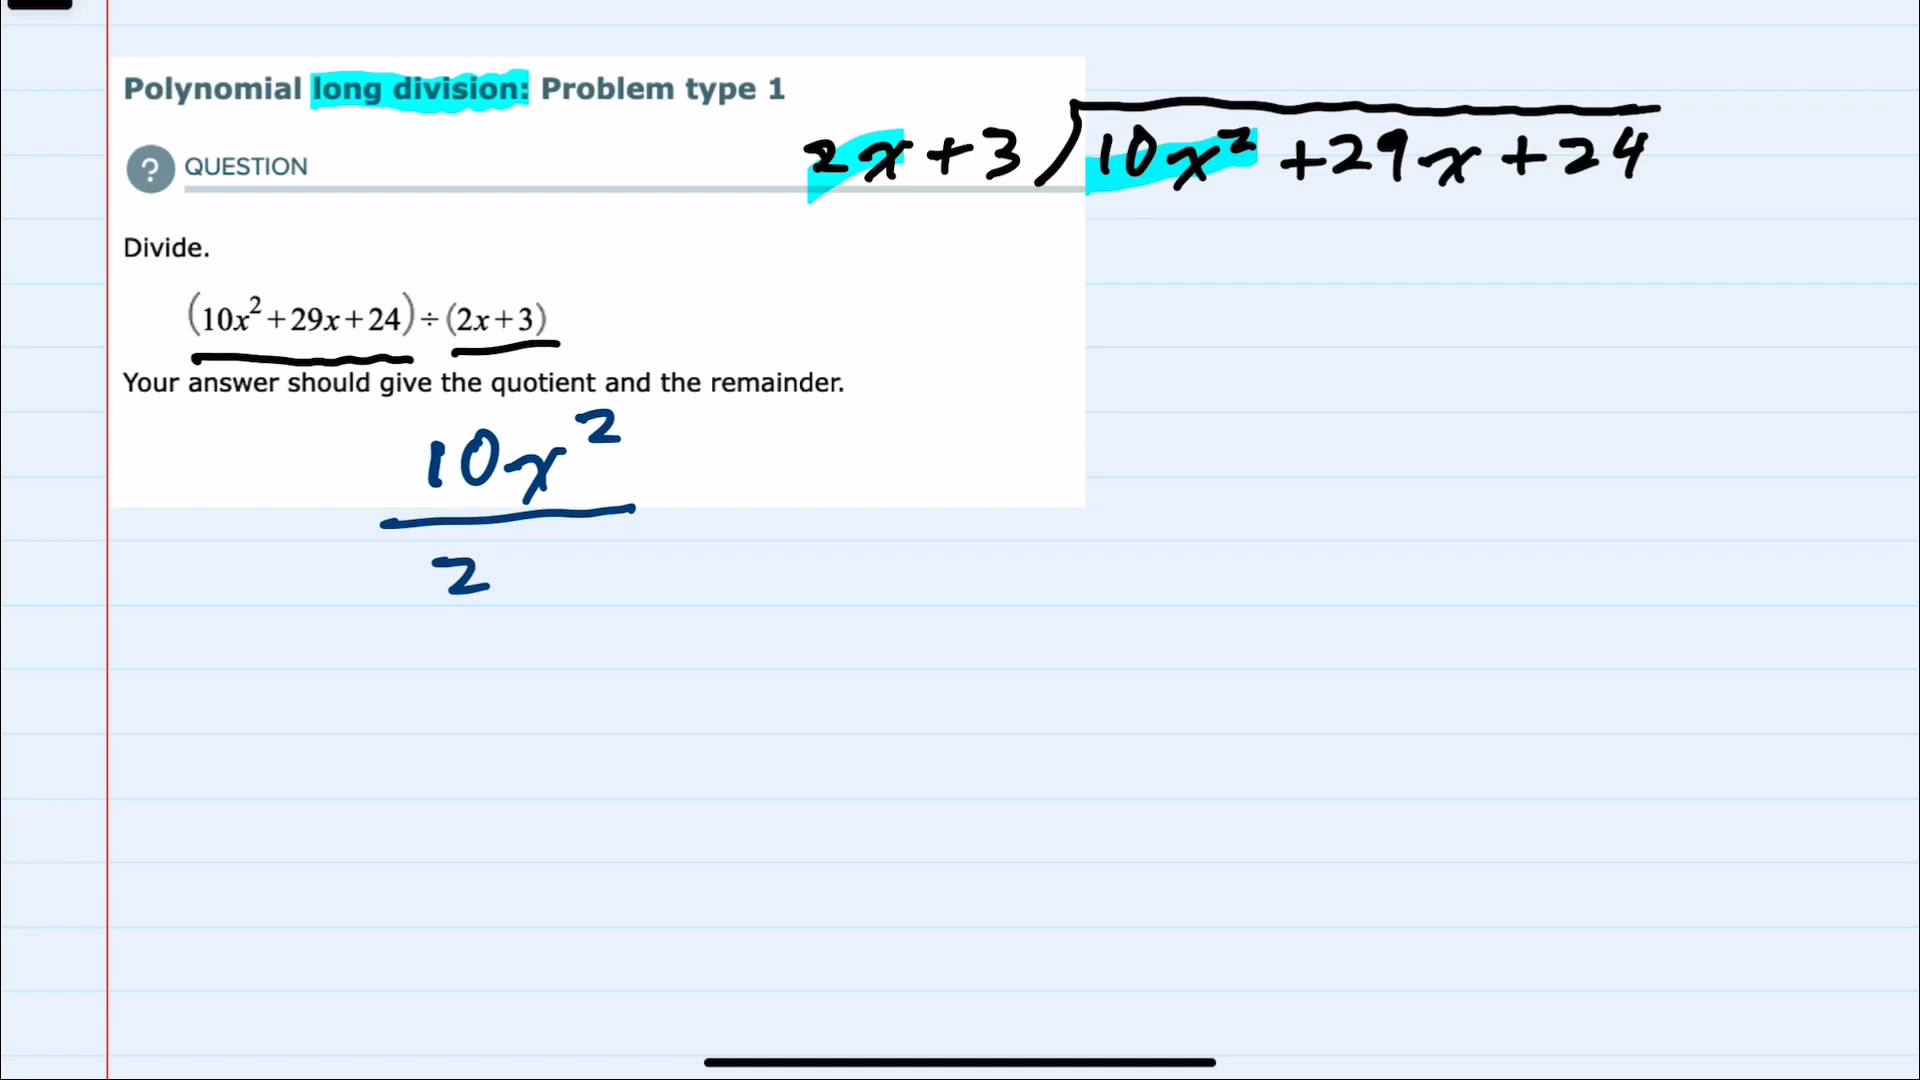 Polynomial long division: Problem type 1
? QUESTION
2x+3)10x²+29x+24
Divide.
(10x²+29x+24)÷(2x+3)
Your answer should give the quotient and the remainder.
10x²
2